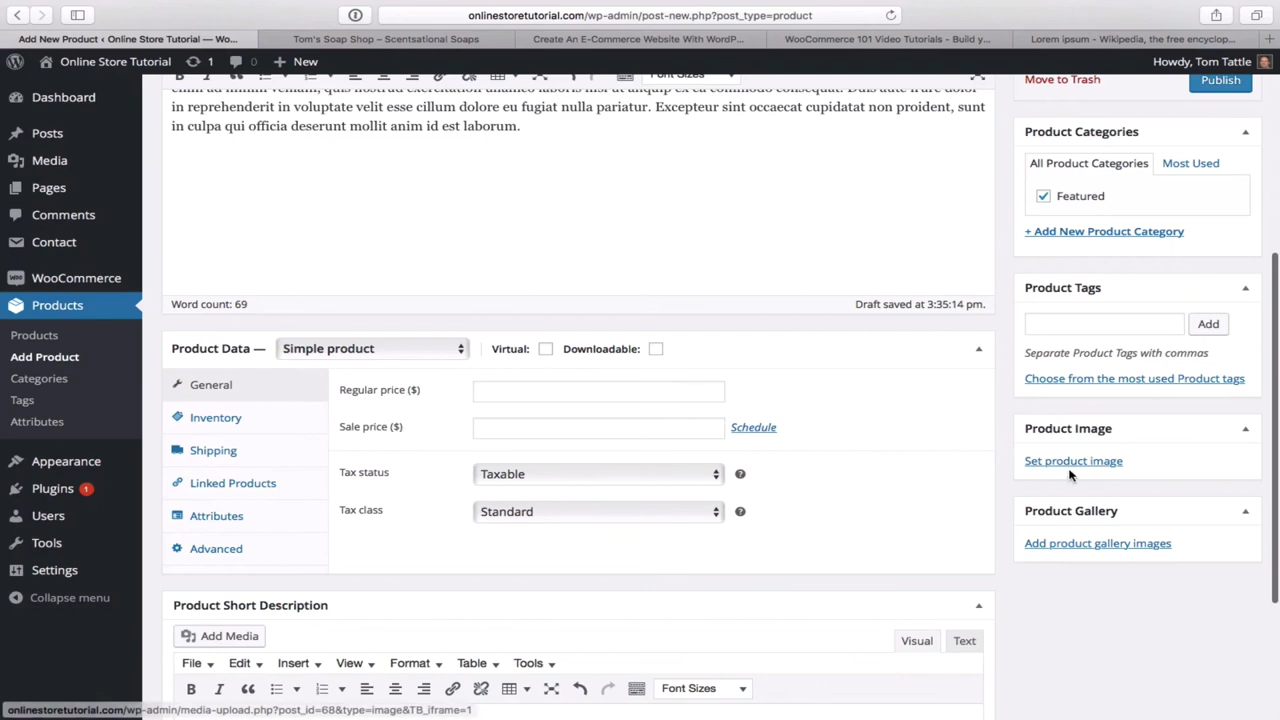 onlinestoretutorial.com/wp-admin/post-new.php?post_type=product
Add New Product ‹ Online Store Tutorial — Wo...
Tom's Soap Shop – Scentsational Soaps
Create An E-Commerce Website With WordP...
WooCommerce 101 Video Tutorials - Build y...
Lorem ipsum - Wikipedia, the free encyclop...
Online Store Tutorial
1
0
New
Howdy, Tom Tattle
Dashboard
Posts
Media
Pages
Comments
Contact
WooCommerce
Products
Products
Add Product
Categories
Tags
Attributes
Appearance
Plugins 1
Users
Tools
Settings
Collapse menu
Font Sizes
in reprehenderit in voluptate velit esse cillum dolore eu fugiat nulla pariatur. Excepteur sint occaecat cupidatat non proident, sunt
in culpa qui officia deserunt mollit anim id est laborum.
Word count: 69
Draft saved at 3:35:14 pm.
Product Data — Simple product
Virtual:
Downloadable:
General
Inventory
Shipping
Linked Products
Attributes
Advanced
Regular price ($)
Sale price ($)
Schedule
Tax status
Taxable
Tax class
Standard
Product Short Description
Add Media
Visual
Text
File
Edit
Insert
View
Format
Table
Tools
B I
Font Sizes
Move to Trash
Publish
Product Categories
All Product Categories
Most Used
Featured
+ Add New Product Category
Product Tags
Add
Separate Product Tags with commas
Choose from the most used Product tags
Product Image
Set product image
Product Gallery
Add product gallery images
onlinestoretutorial.com/wp-admin/media-upload.php?post_id=68&type=image&TB_iframe=1